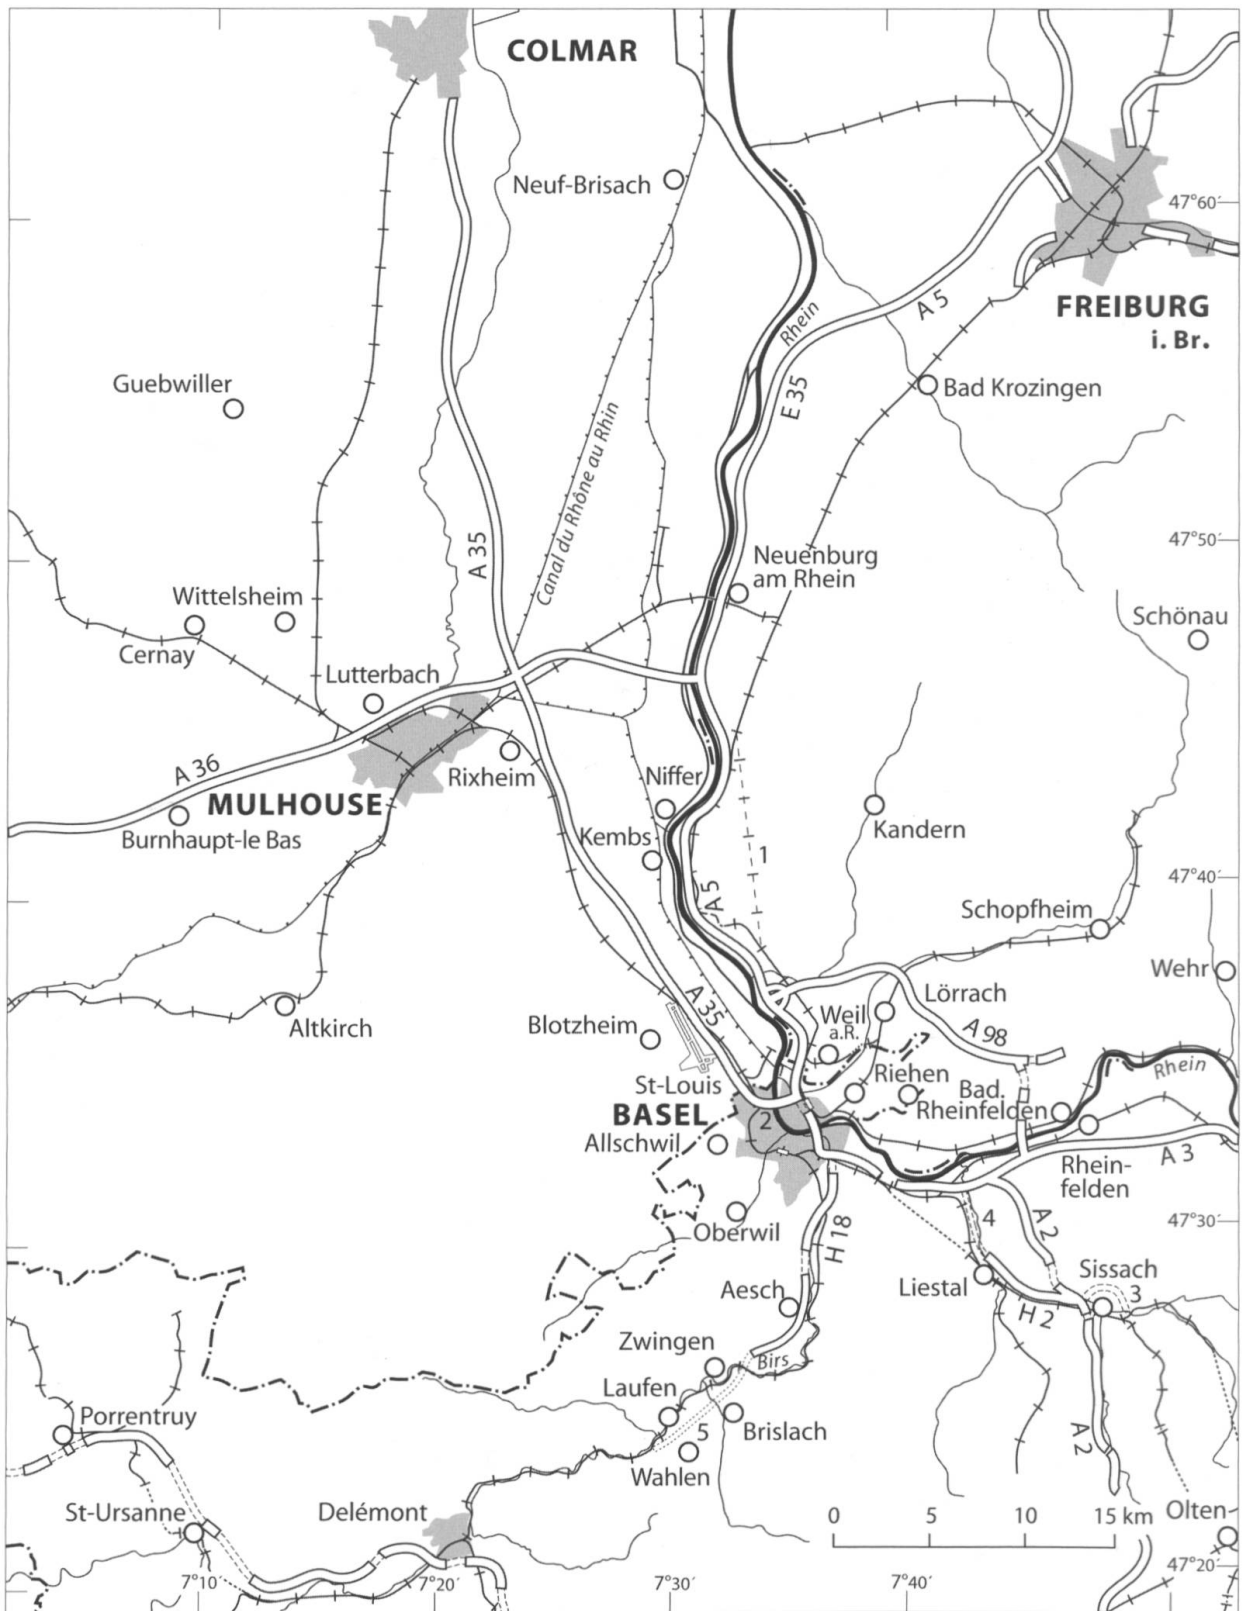 COLMAR
Neuf-Brisach
47°60´
FREIBURG
i. Br.
Rhein
A 5
E 35
Guebwiller
Bad Krozingen
Canal du Rhône au Rhin
A 35
47°50´
Neuenburg
am Rhein
Wittelsheim
Schönau
Cernay
Lutterbach
A 36
MULHOUSE
Rixheim
Niffer
Burnhaupt-le Bas
Kembs
1
Kandern
47°40´
A 5
Schopfheim
Wehr
Altkirch
Blotzheim
A 35
Weil
a.R.
Lörrach
A 98
Rhein
St-Louis
Riehen
BASEL
2
Bad.
Rheinfelden
Allschwil
A 3
Rhein-
felden
Oberwil
H 18
4
A 2
47°30´
Aesch
Liestal
Sissach
3
H 2
Zwingen
Birs
Laufen
Porrentruy
5
Brislach
A 2
Wahlen
St-Ursanne
Delémont
0 5 10 15 km
Olten
47°20´
7°10´ 7°20´ 7°30´ 7°40´